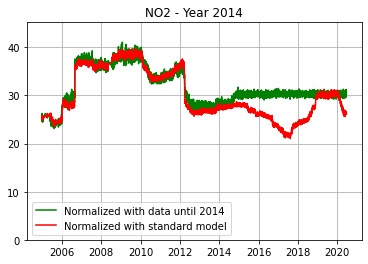 NO2 - Year 2014
40
30
20
10
0
Normalized with data until 2014
Normalized with standard model
2006 2008 2010 2012 2014 2016 2018 2020